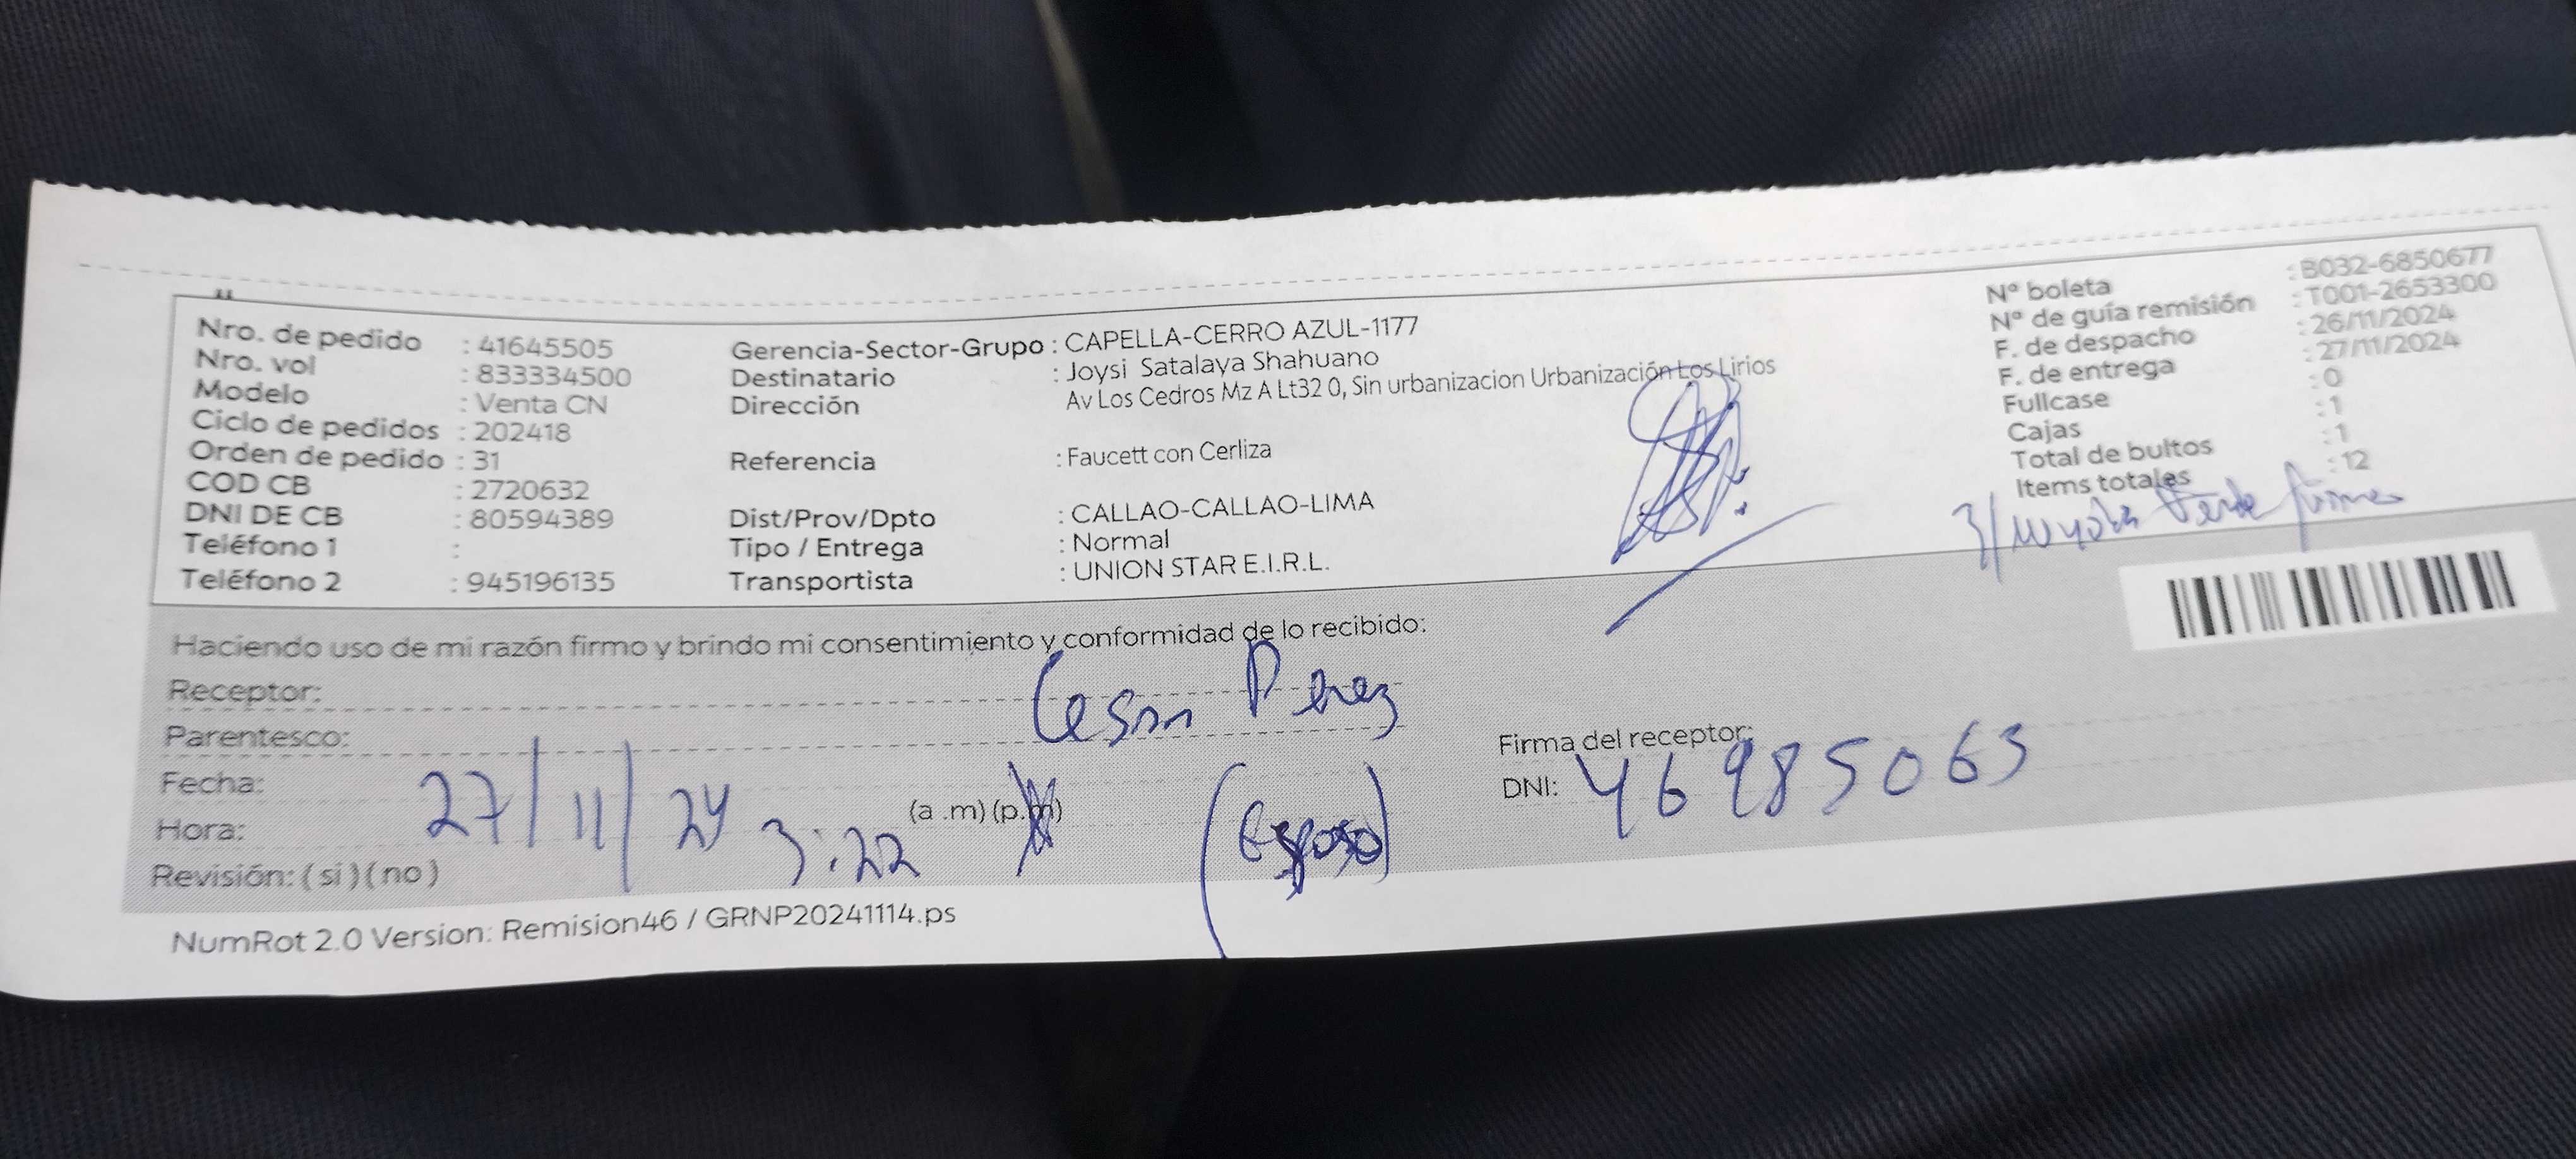 Nro. de pedido : 41645505
Nro. vol : 833334500
Modelo : Venta CN
Ciclo de pedidos : 202418
Orden de pedido : 31
COD CB : 2720632
DNI DE CB : 80594389
Teléfono 1 :
Teléfono 2 : 945196135
Gerencia-Sector-Grupo : CAPELLA-CERRO AZUL-1177
Destinatario : Joysi Satalaya Shahuano
Dirección Av Los Cedros Mz A Lt32 0, Sin urbanizacion Urbanización Los Lirios
Referencia : Faucett con Cerliza
Dist/Prov/Dpto : CALLAO-CALLAO-LIMA
Tipo / Entrega : Normal
Transportista : UNION STAR E.I.R.L.
Nº boleta : B032-6850677
Nº de guía remisión : T001-2653300
F. de despacho : 26/11/2024
F. de entrega : 27/11/2024
Fullcase : 0
Cajas : 1
Total de bultos : 1
Items totales : 12
Haciendo uso de mi razón firmo y brindo mi consentimiento y conformidad de lo recibido:
Receptor: Cesar Perez
Parentesco: (Esposo)
Fecha: 27/11/24
Hora: 3:22 (a .m) (p.m)
Revisión: ( si ) ( no )
Firma del receptor:
DNI: 46985063
NumRot 2.0 Version: Remision46 / GRNP20241114.ps